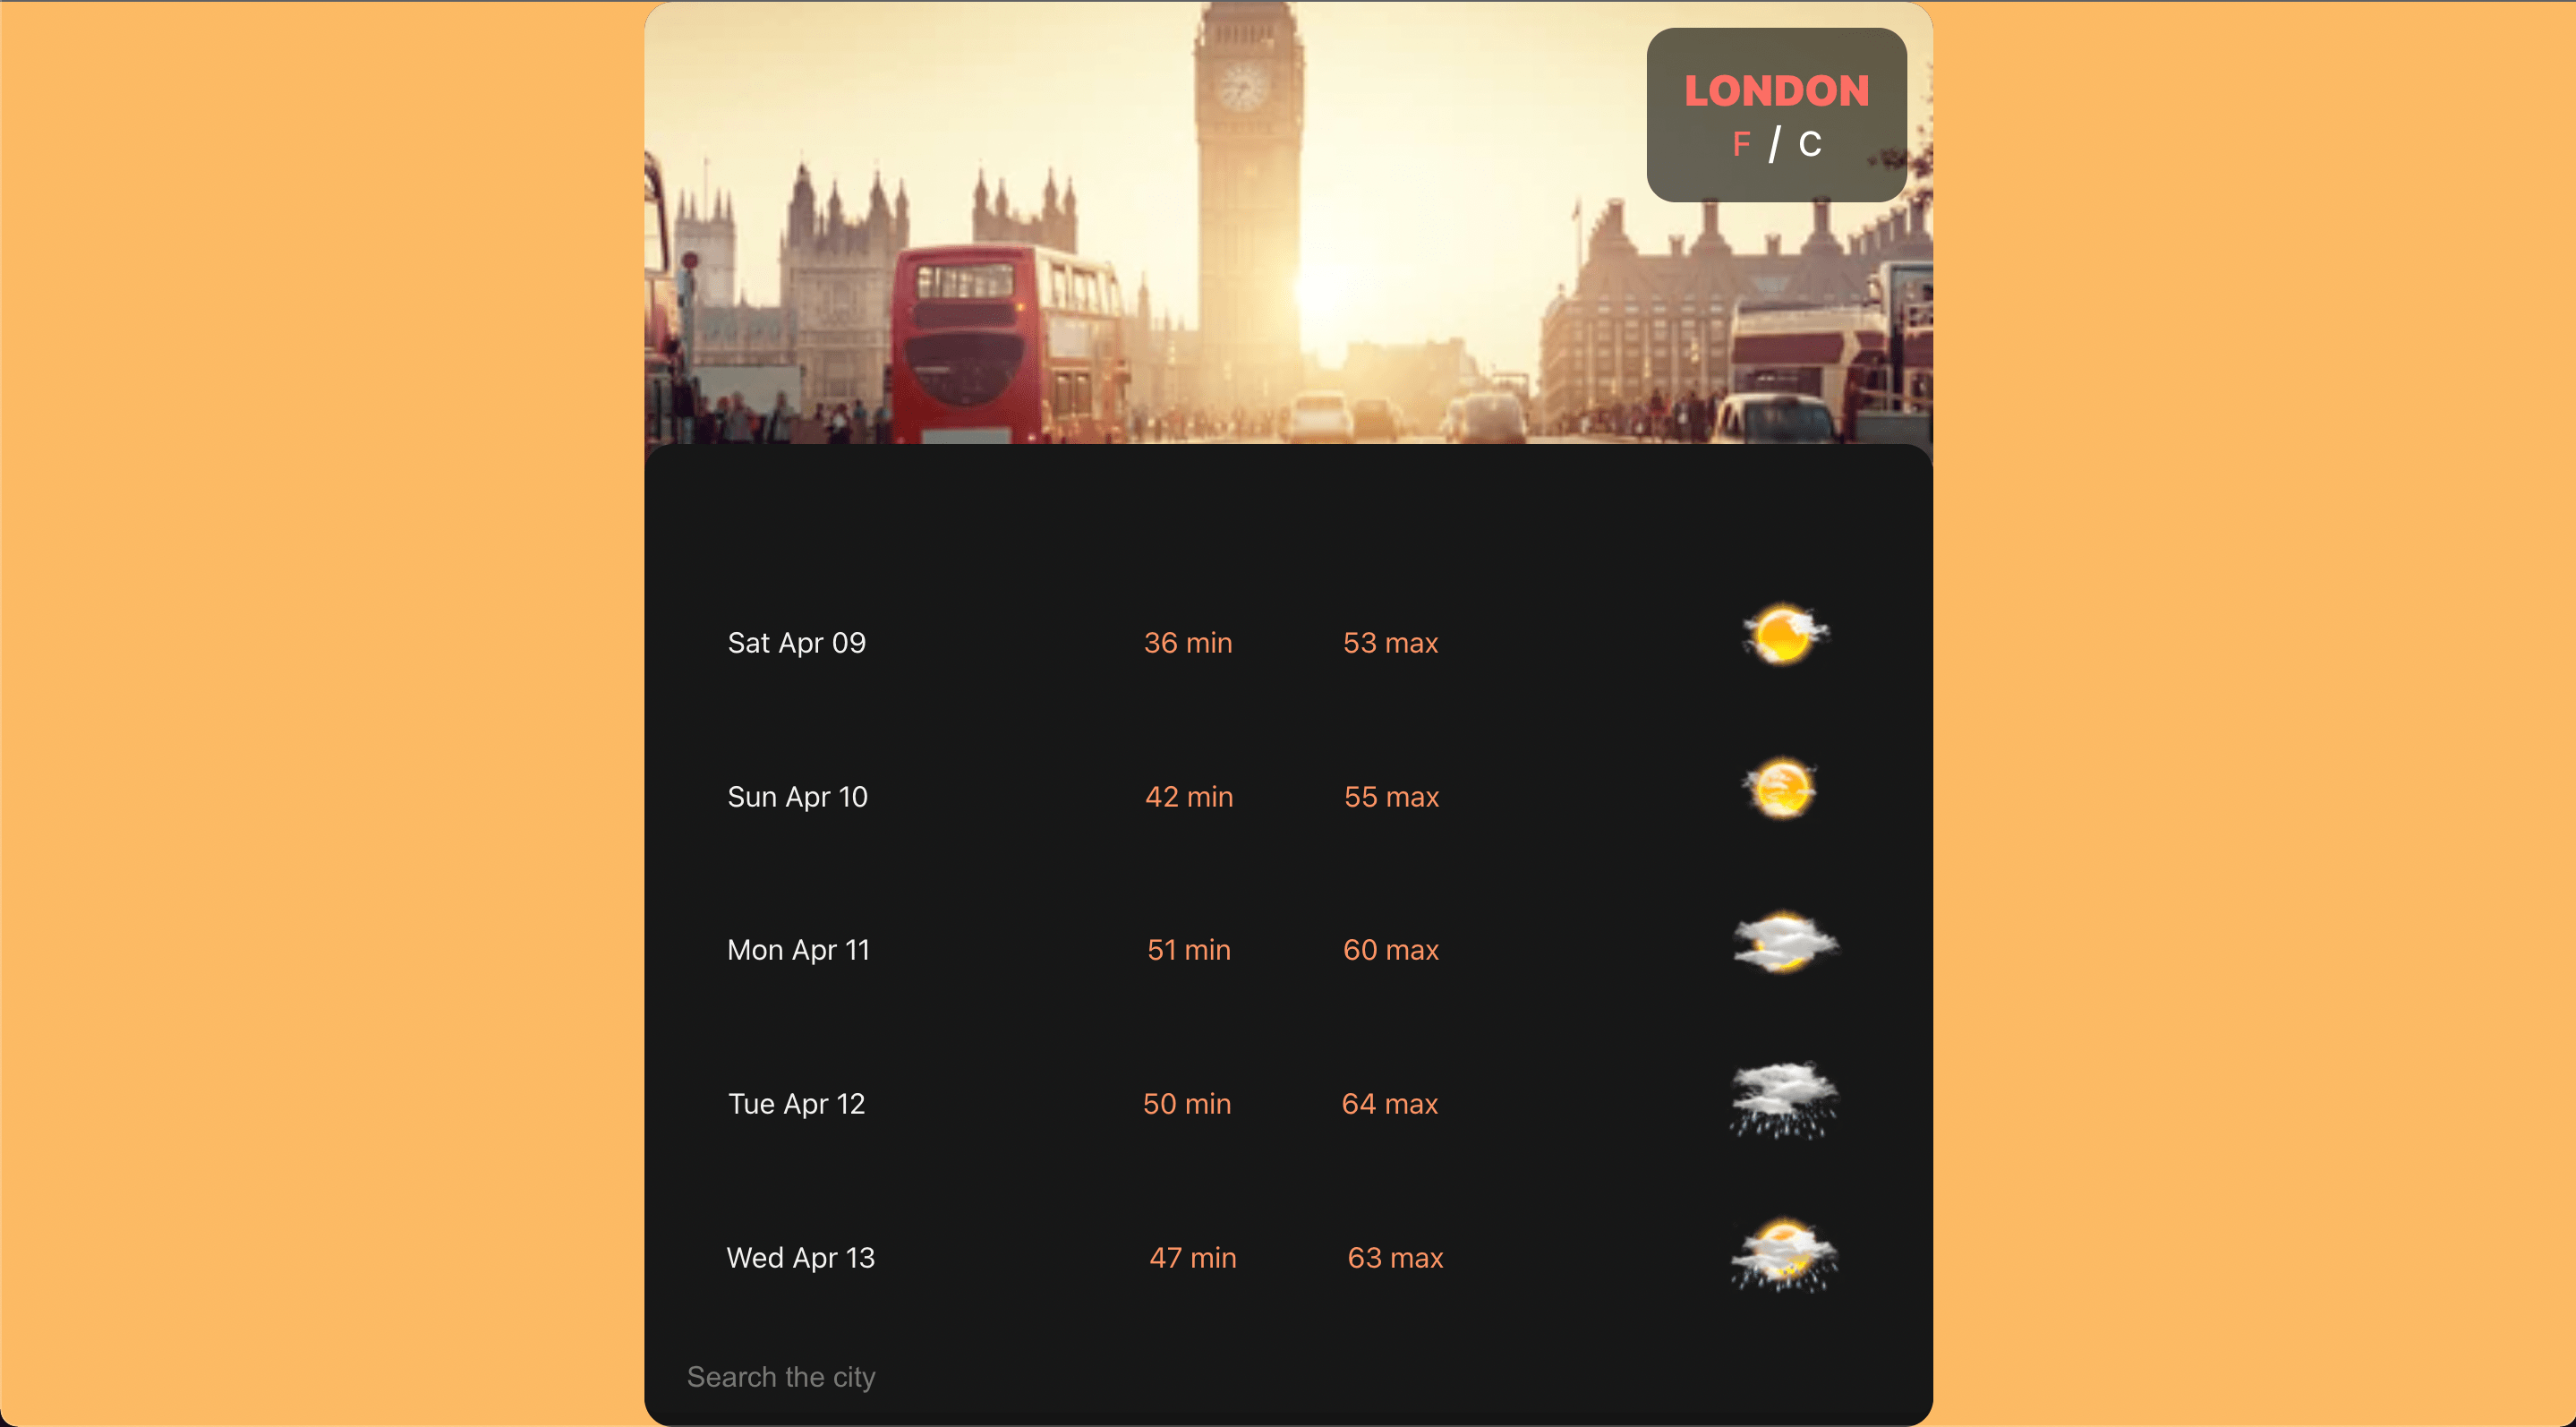 LONDON
F / C
Sat Apr 09 36 min 53 max
Sun Apr 10 42 min 55 max
Mon Apr 11 51 min 60 max
Tue Apr 12 50 min 64 max
Wed Apr 13 47 min 63 max
Search the city